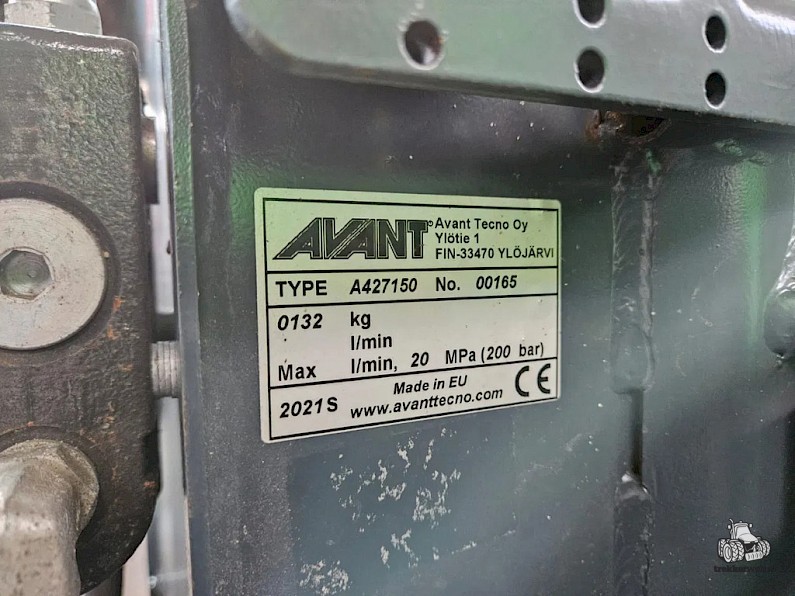 AVANT® Avant Tecno Oy
Ylötie 1
FIN-33470 YLÖJÄRVI
TYPE A427150 No. 00165
0132 kg
l/min
Max l/min, 20 MPa (200 bar)
2021S Made in EU
www.avanttecno.com CE